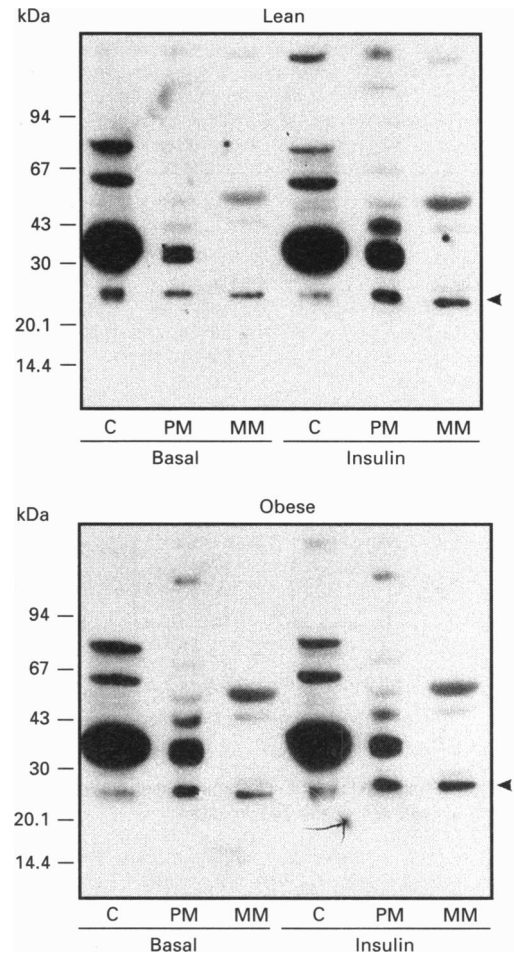 kDa
Lean
94
67
43
30
20.1
14.4
C PM MM C PM MM
Basal Insulin
kDa
Obese
94
67
43
30
20.1
14.4
C PM MM C PM MM
Basal Insulin